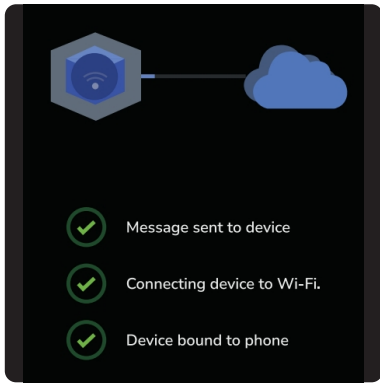 Message sent to device
Connecting device to Wi-Fi.
Device bound to phone